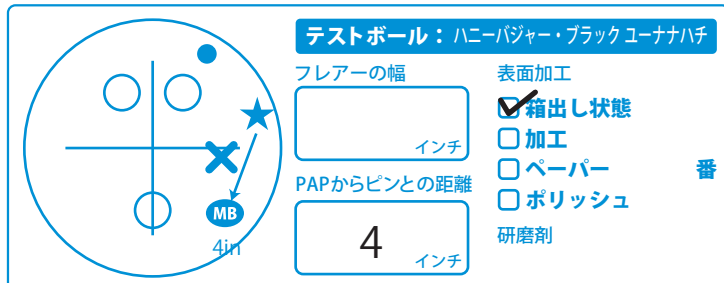 テストボール：ハニーバジャー・ブラック ユーナナハチ
フレアーの幅
インチ
PAPからピンとの距離
4
インチ
表面加工
箱出し状態
加工
ペーパー 番
ポリッシュ
研磨剤
MB
4in